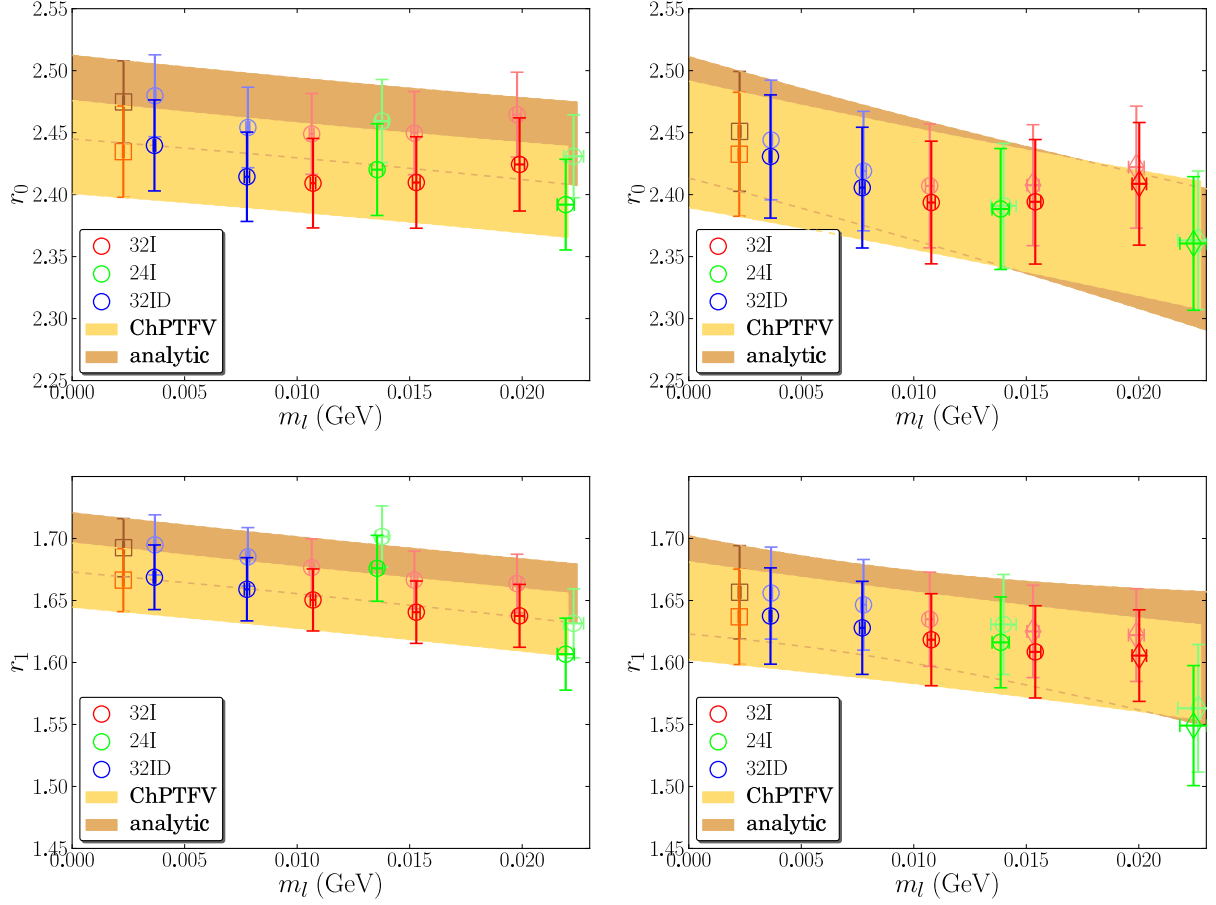 2.55
2.50
2.45
2.40
2.35
2.30
2.25
r0
32I
24I
32ID
ChPTFV
analytic
0.000 0.005 0.010 0.015 0.020
ml (GeV)
2.55
2.50
2.45
2.40
2.35
2.30
2.25
r0
32I
24I
32ID
ChPTFV
analytic
0.000 0.005 0.010 0.015 0.020
ml (GeV)
1.70
1.65
1.60
1.55
1.50
1.45
r1
32I
24I
32ID
ChPTFV
analytic
0.000 0.005 0.010 0.015 0.020
ml (GeV)
1.70
1.65
1.60
1.55
1.50
1.45
r1
32I
24I
32ID
ChPTFV
analytic
0.000 0.005 0.010 0.015 0.020
ml (GeV)